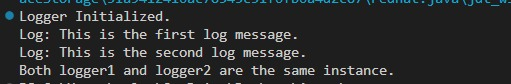 Logger Initialized.
Log: This is the first log message.
Log: This is the second log message.
Both logger1 and logger2 are the same instance.